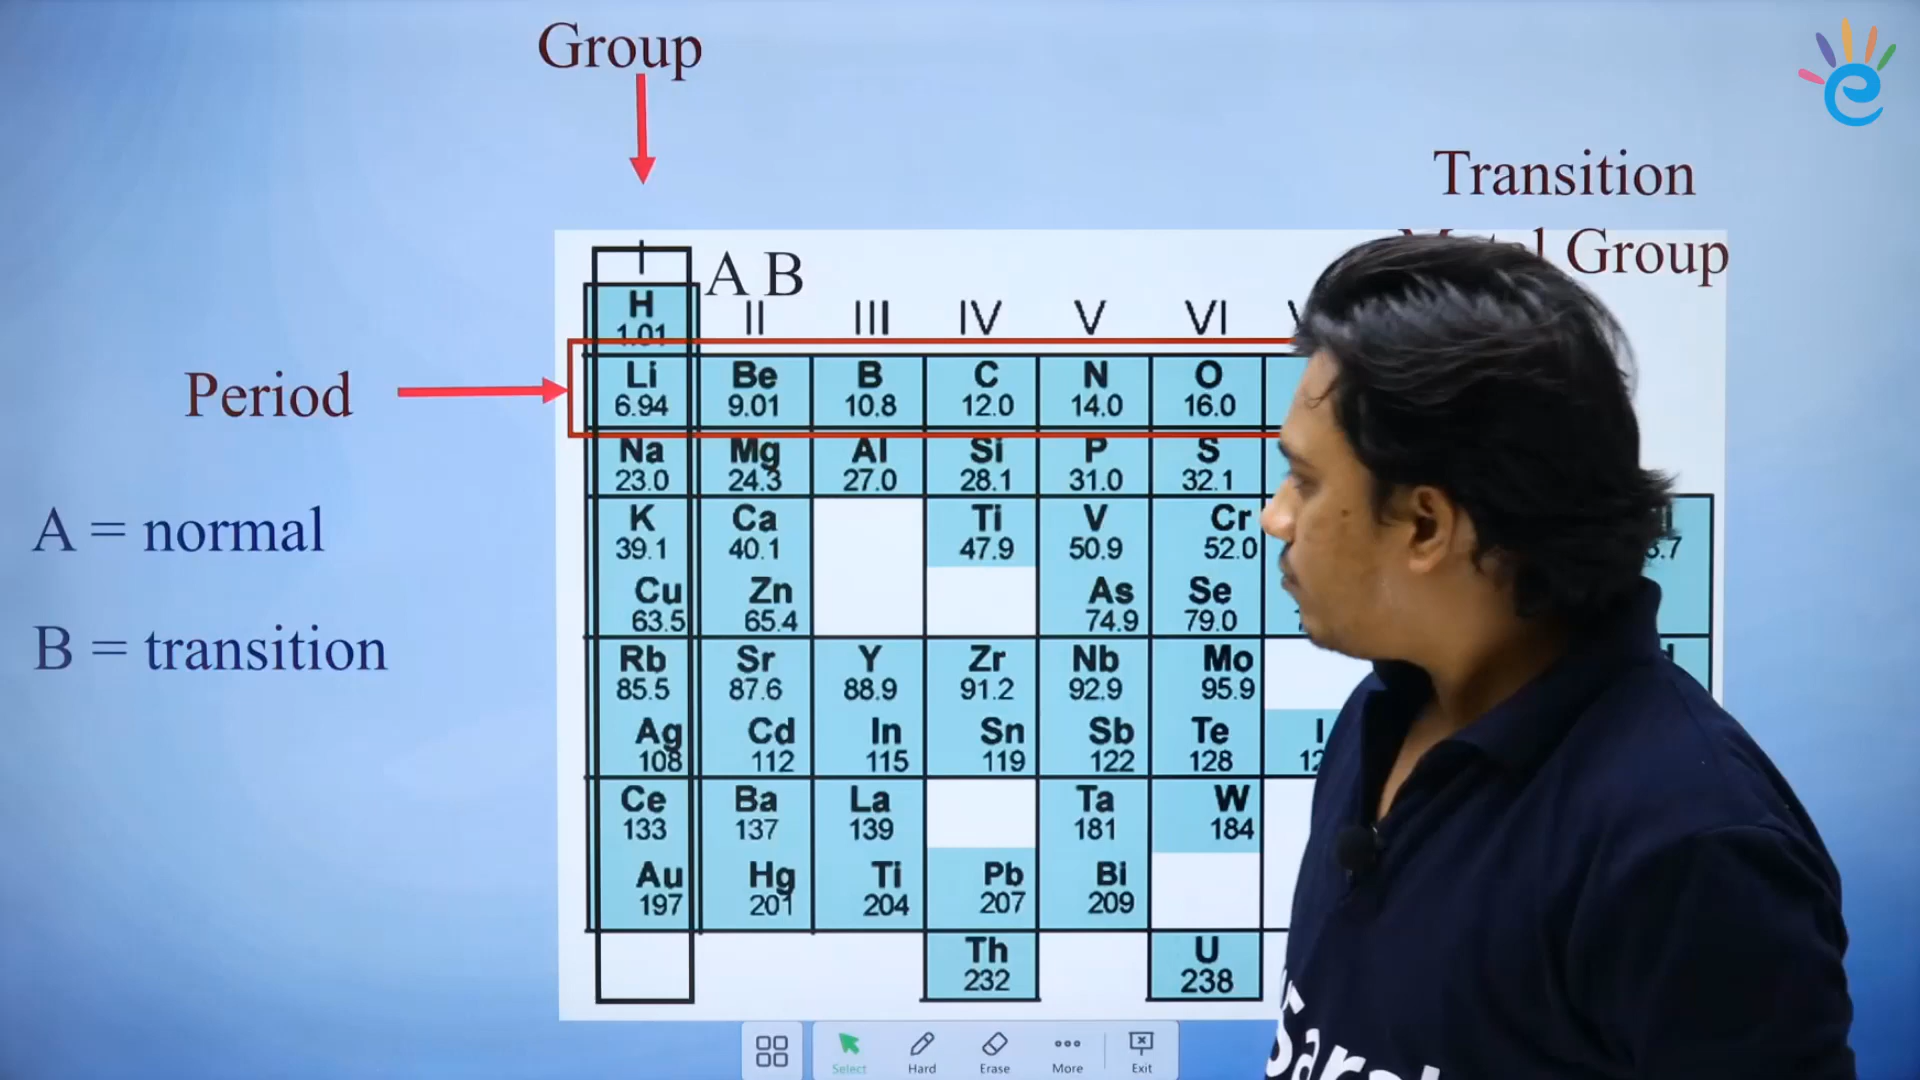 Group
Transition
Group
I
A B
II III IV V VI
H
1.01
Period
Li Be B C N O
6.94 9.01 10.8 12.0 14.0 16.0
Na Mg Al Si P S
23.0 24.3 27.0 28.1 31.0 32.1
A = normal
K Ca Ti V Cr
39.1 40.1 47.9 50.9 52.0
Cu Zn As Se
63.5 65.4 74.9 79.0
B = transition
Rb Sr Y Zr Nb Mo
85.5 87.6 88.9 91.2 92.9 95.9
Ag Cd In Sn Sb Te I
108 112 115 119 122 128
Ce Ba La Ta W
133 137 139 181 184
Au Hg Ti Pb Bi
197 201 204 207 209
Th U
232 238
Select Hard Erase More Exit